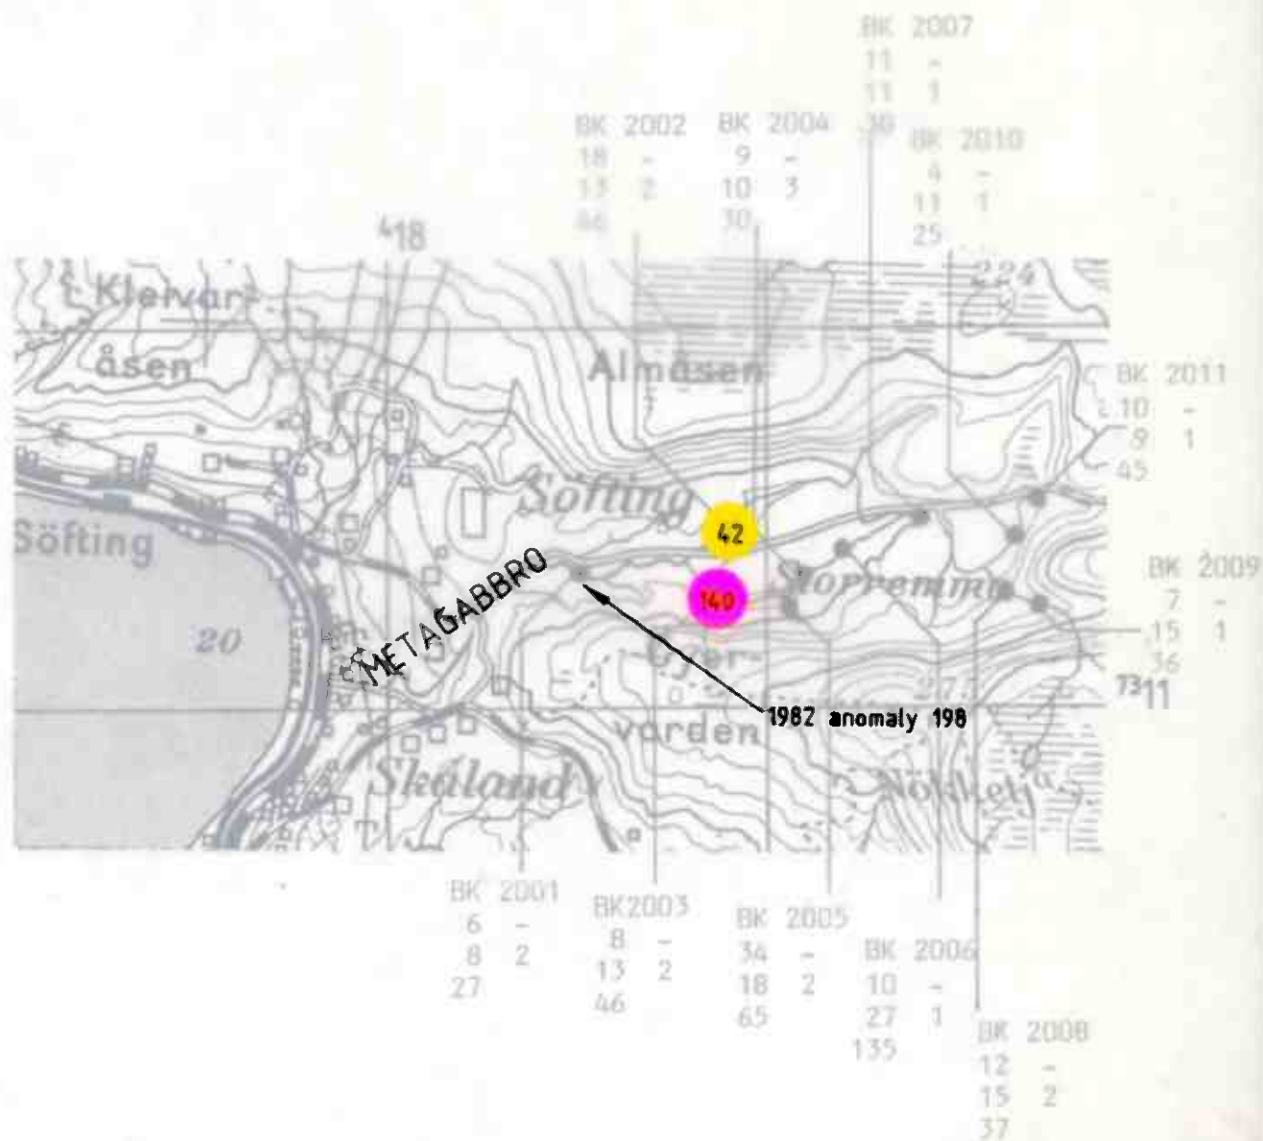 BK 2007
11 -
11 1
30
BK 2002
18 -
13 2
46
BK 2004
9 -
10 3
30
BK 2010
4 -
11 1
25
⁴18
224
Kleivar-
åsen
Almåsen
BK 2011
10 -
9 1
45
Söfting
Söfting
42
METAGABBRO
140
Storremma
BK 2009
7 -
15 1
36
20
⁷³11
varden
1982 anomaly 198
Skåland
BK 2001
6 -
8 2
27
BK2003
8 -
13 2
46
BK 2005
34 -
18 2
65
BK 2006
10 -
27 1
135
BK 2008
12 -
15 2
37